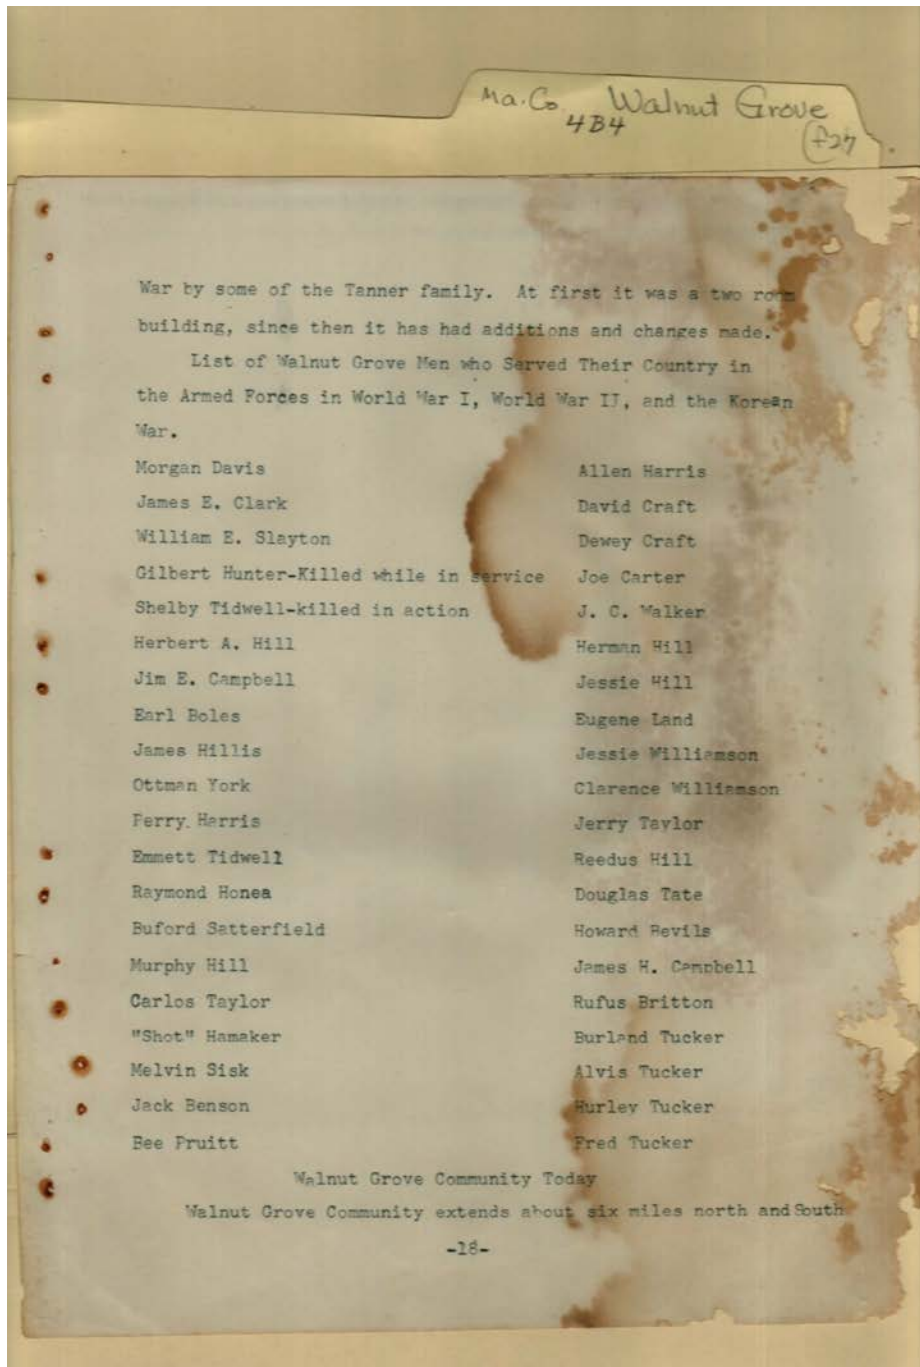 Ma. Co. Walnut Grove
4B4
f27
War by some of the Tanner family. At first it was a two room
building, since then it has had additions and changes made.
List of Walnut Grove Men who Served Their Country in
the Armed Forces in World War I, World War II, and the Korean
War.
Morgan Davis Allen Harris
James E. Clark David Craft
William E. Slayton Dewey Craft
Gilbert Hunter-Killed while in service Joe Carter
Shelby Tidwell-killed in action J. C. Walker
Herbert A. Hill Herman Hill
Jim E. Campbell Jessie Hill
Earl Boles Eugene Land
James Hillis Jessie Williamson
Ottman York Clarence Williamson
Perry Harris Jerry Taylor
Emmett Tidwell Reedus Hill
Raymond Honea Douglas Tate
Buford Satterfield Howard Bevils
Murphy Hill James H. Campbell
Carlos Taylor Rufus Britton
"Shot" Hamaker Burland Tucker
Melvin Sisk Alvis Tucker
Jack Benson Hurley Tucker
Bee Pruitt Fred Tucker
Walnut Grove Community Today
Walnut Grove Community extends about six miles north and South
-18-